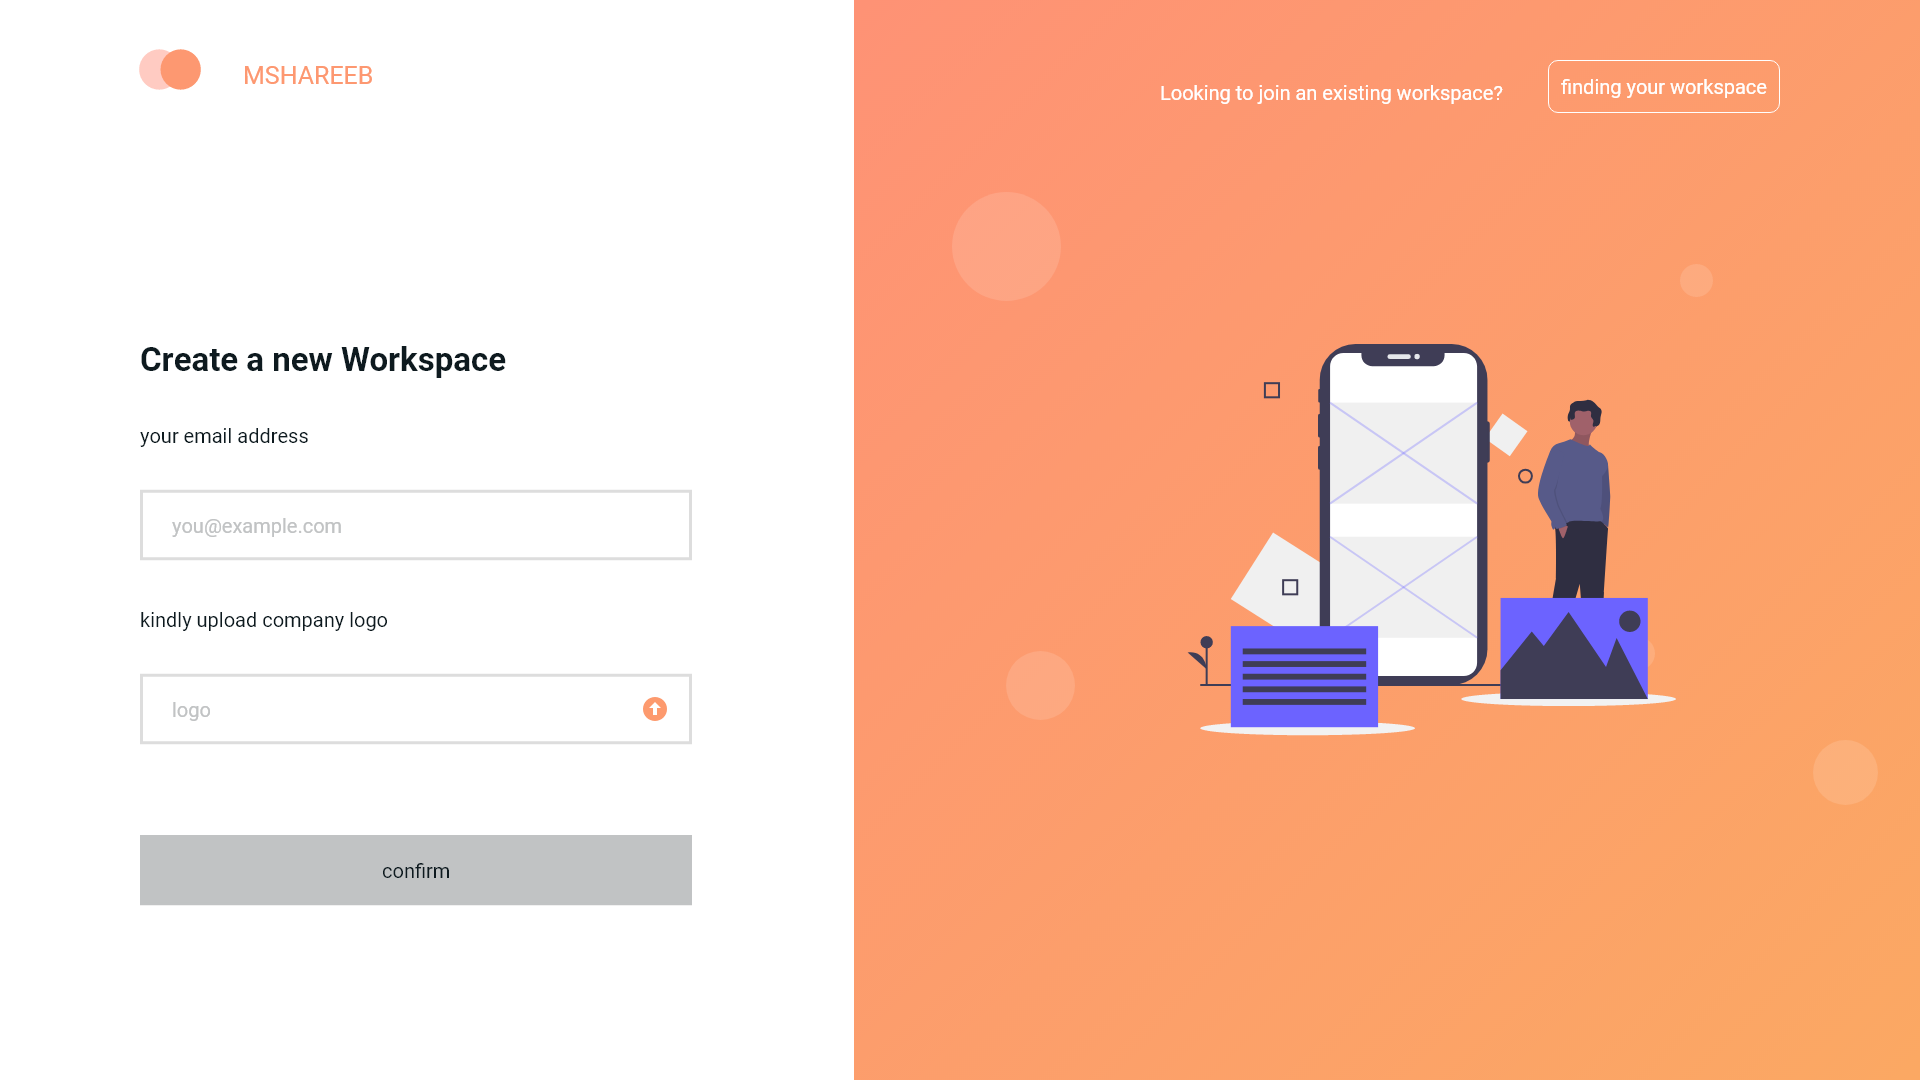 MSHAREEB
Looking to join an existing workspace?
finding your workspace
Create a new Workspace
your email address
you@example.com
kindly upload company logo
logo
confirm